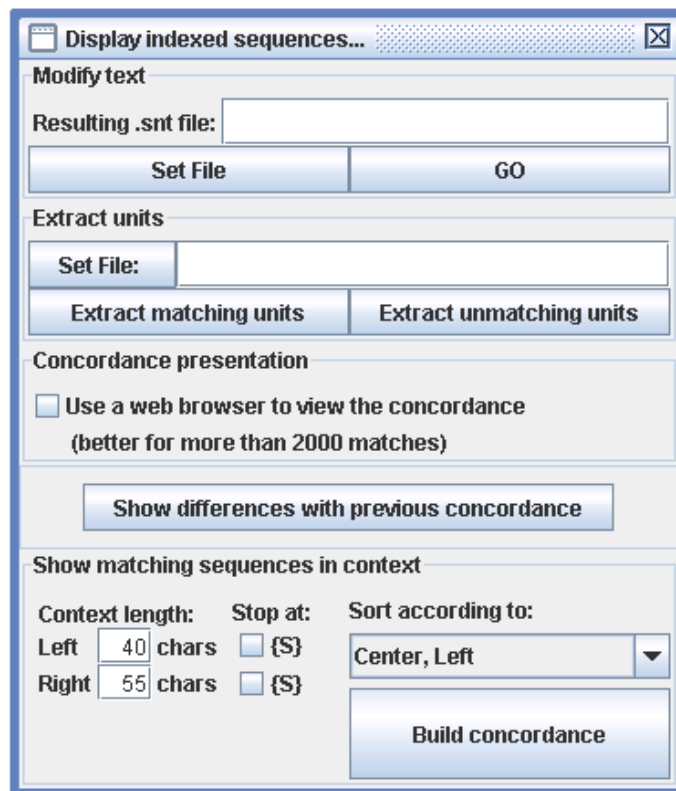 Display indexed sequences...
Modify text
Resulting .snt file:
Set File GO
Extract units
Set File:
Extract matching units Extract unmatching units
Concordance presentation
Use a web browser to view the concordance
(better for more than 2000 matches)
Show differences with previous concordance
Show matching sequences in context
Context length: Stop at: Sort according to:
Left 40 chars {S}
Center, Left
Right 55 chars {S}
Build concordance